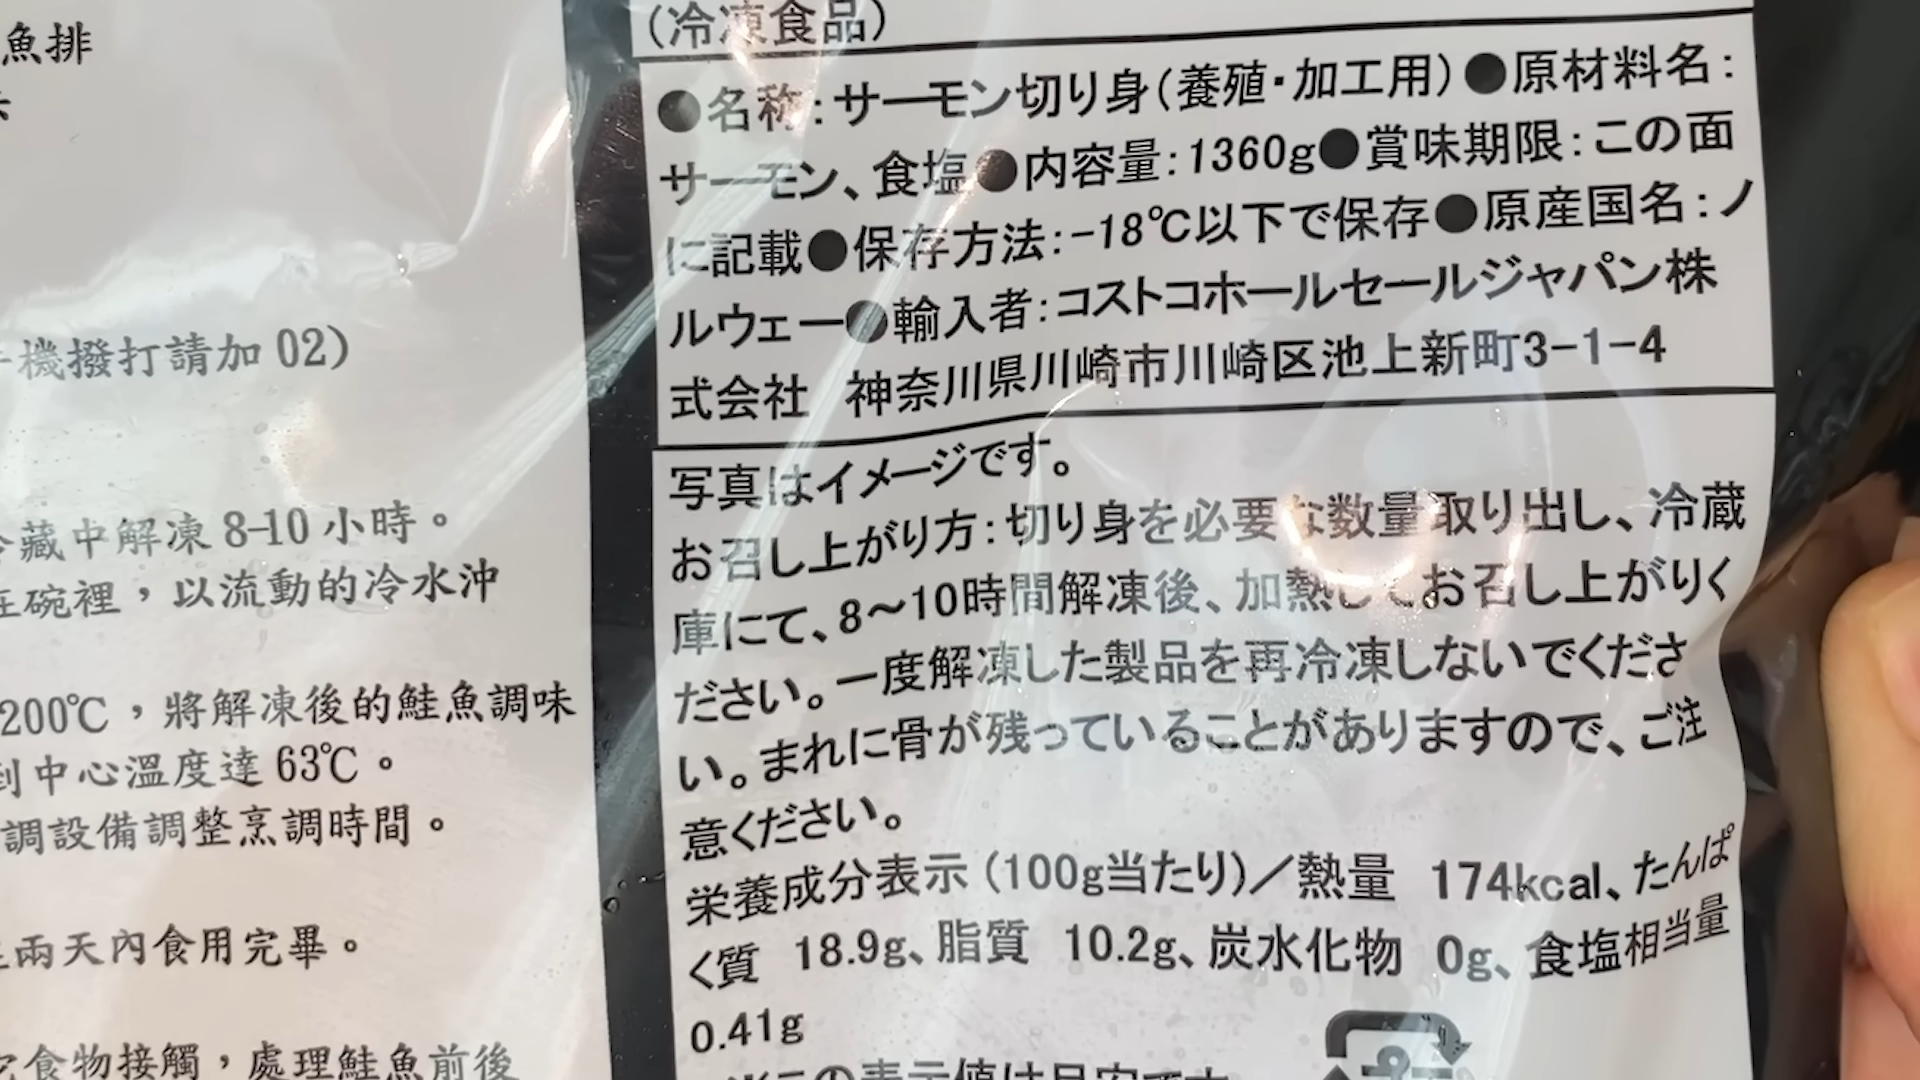 魚排
機撥打請加 02)
藏中解凍 8-10 小時。
碗裡，以流動的冷水沖
200℃，將解凍後的鮭魚調味
到中心溫度達 63℃。
調設備調整烹調時間。
兩天內食用完畢。
食物接觸，處理鮭魚前後
(冷凍食品)
●名称：サーモン切り身(養殖・加工用)●原材料名：
サーモン、食塩●内容量：1360g●賞味期限：この面
に記載●保存方法：-18℃以下で保存●原産国名：ノ
ルウェー●輸入者：コストコホールセールジャパン株
式会社 神奈川県川崎市川崎区池上新町3-1-4
写真はイメージです。
お召し上がり方：切り身を必要な数量取り出し、冷蔵
庫にて、8～10時間解凍後、加熱してお召し上がりく
ださい。一度解凍した製品を再冷凍しないでくださ
い。まれに骨が残っていることがありますので、ご注
意ください。
栄養成分表示(100g当たり)／熱量 174kcal、たんぱ
く質 18.9g、脂質 10.2g、炭水化物 0g、食塩相当量
0.41g
※この表示値は目安です